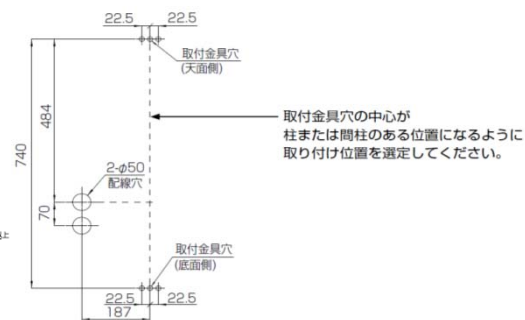 22.5
22.5
取付金具穴
(天面側)
484
740
取付金具穴の中心が
柱または間柱のある位置になるように
取り付け位置を選定してください。
2-φ50
配線穴
70
取付金具穴
(底面側)
22.5
22.5
187